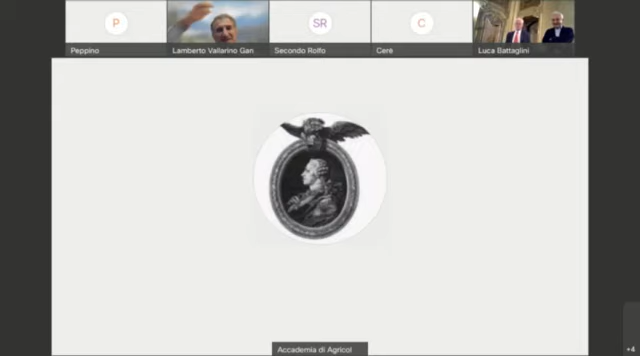 P
SR
C
Peppino
Lamberto Vallarino Gan
Secondo Rolfo
Cerè
Luca Battaglini
Accademia di Agricol
+4